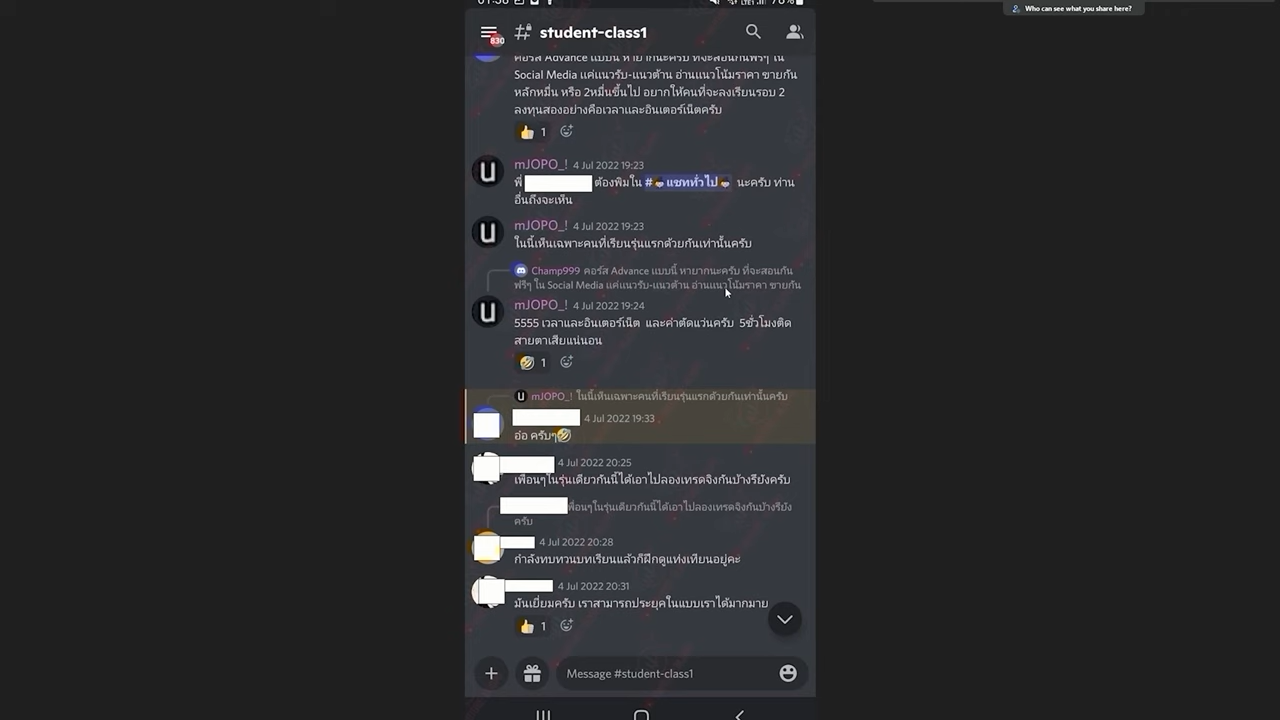 Who can see what you share here?
830
student-class1
คอร์ส Advance แบบนี้ หายากนะครับ ที่จะสอนกันฟรีๆ ใน
Social Media แค่แนวรับ-แนวต้าน อ่านแนวโน้มราคา ขายกัน
หลักหมื่น หรือ 2หมื่นขึ้นไป อยากให้คนที่จะลงเรียนรอบ 2
ลงทุนสองอย่างคือเวลาและอินเตอร์เน็ตครับ
1
mJOPO_! 4 Jul 2022 19:23
พี่ ต้องพิมใน # แชททั่วไป นะครับ ท่าน
อื่นถึงจะเห็น
mJOPO_! 4 Jul 2022 19:23
ในนี้เห็นเฉพาะคนที่เรียนรุ่นแรกด้วยกันเท่านั้นครับ
Champ999 คอร์ส Advance แบบนี้ หายากนะครับ ที่จะสอนกัน
ฟรีๆ ใน Social Media แค่แนวรับ-แนวต้าน อ่านแนวโน้มราคา ขายกัน
mJOPO_! 4 Jul 2022 19:24
5555 เวลาและอินเตอร์เน็ต และค่าตัดแว่นครับ 5ชั่วโมงติด
สายตาเสียแน่นอน
1
mJOPO_! ในนี้เห็นเฉพาะคนที่เรียนรุ่นแรกด้วยกันเท่านั้นครับ
4 Jul 2022 19:33
อ่อ ครับๆ
4 Jul 2022 20:25
เพื่อนๆในรุ่นเดียวกันนี้ได้เอาไปลองเทรดจิงกันบ้างรึยังครับ
พื่อนๆในรุ่นเดียวกันนี้ได้เอาไปลองเทรดจิงกันบ้างรึยัง
ครับ
4 Jul 2022 20:28
กำลังทบทวนบทเรียนแล้วก็ฝึกดูแท่งเทียนอยู่คะ
4 Jul 2022 20:31
มันเยี่ยมครับ เราสามารถประยุคในแบบเราได้มากมาย
1
Message #student-class1